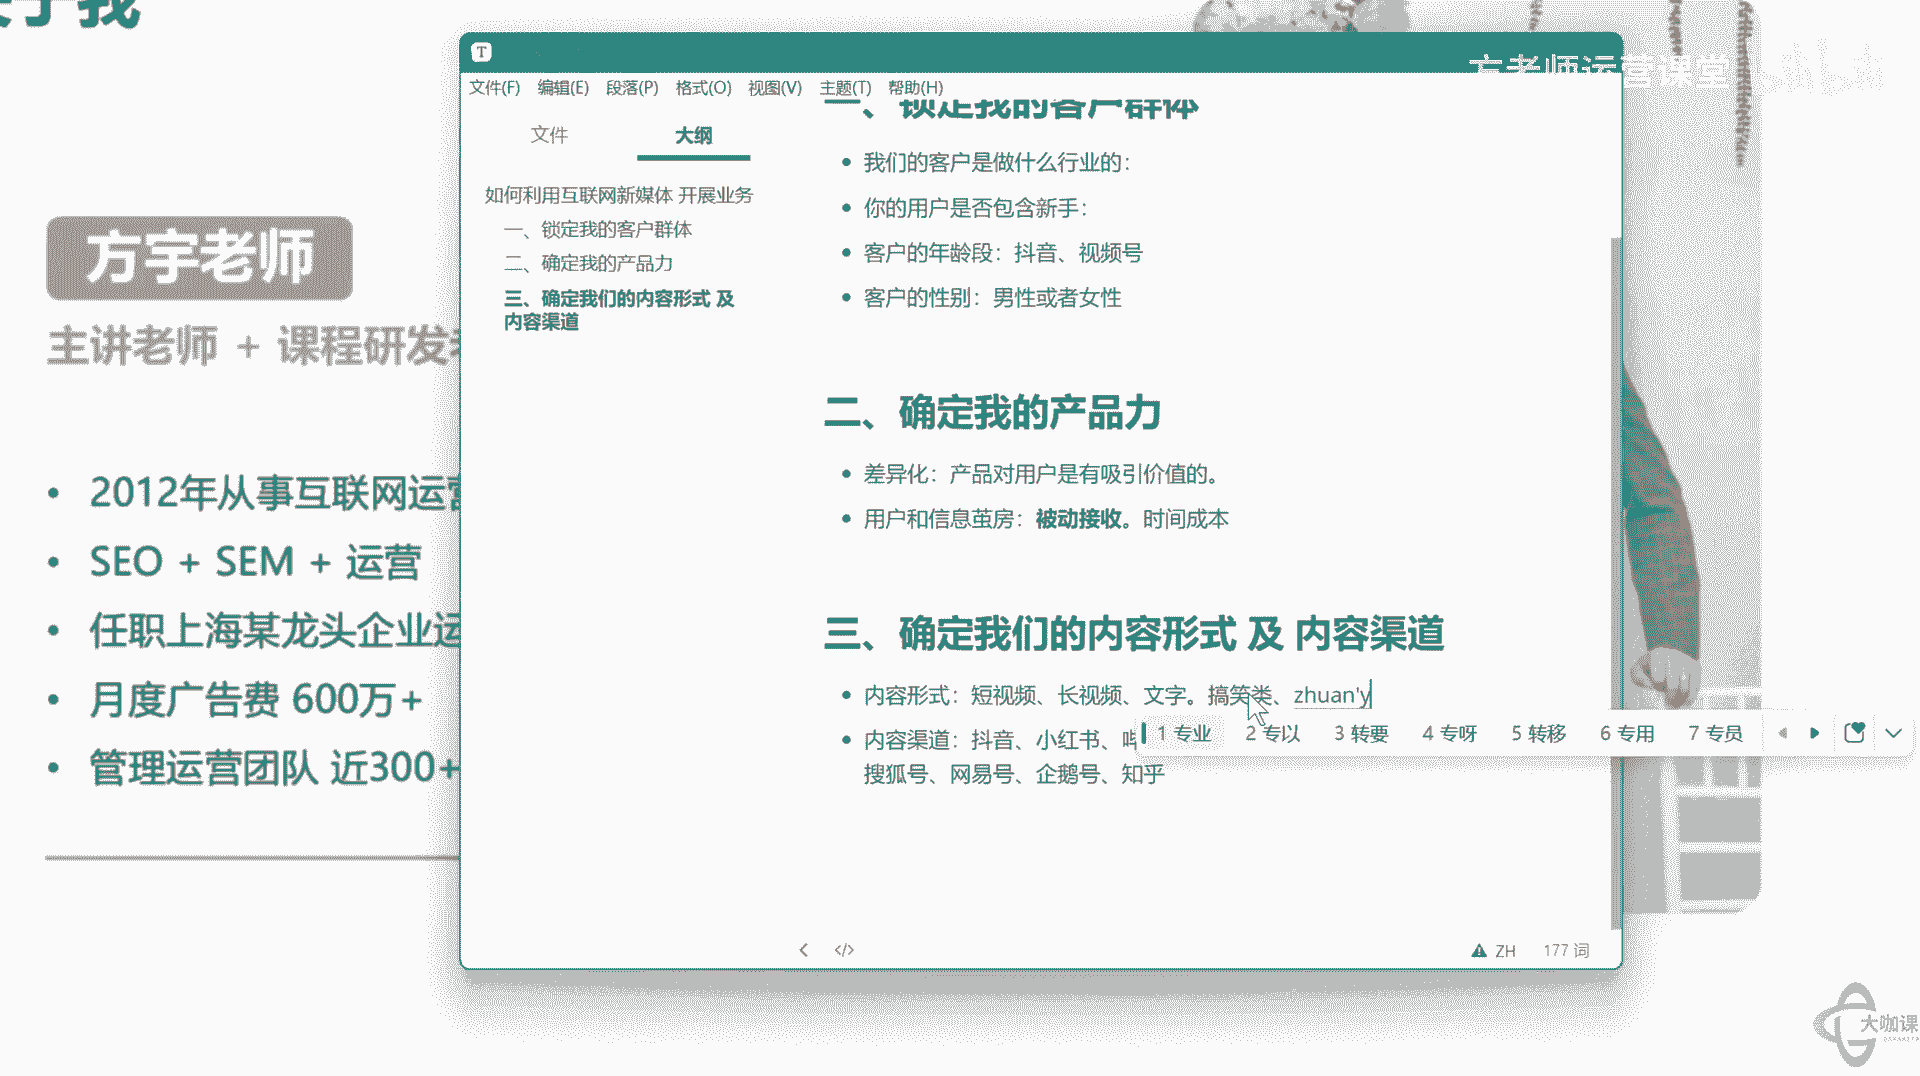 于我
方老师运营课堂
文件(F) 编辑(E) 段落(P) 格式(O) 视图(V) 主题(T) 帮助(H)
文件 大纲
如何利用互联网新媒体 开展业务
一、锁定我的客户群体
二、确定我的产品力
三、确定我们的内容形式 及
内容渠道
方宇老师
主讲老师 + 课程研发
2012年从事互联网运营
SEO + SEM + 运营
任职上海某龙头企业运
月度广告费 600万+
管理运营团队 近300+
一、锁定我的客户群体
我们的客户是做什么行业的：
你的用户是否包含新手：
客户的年龄段：抖音、视频号
客户的性别：男性或者女性
二、确定我的产品力
差异化：产品对用户是有吸引价值的。
用户和信息茧房：被动接收。时间成本
三、确定我们的内容形式 及 内容渠道
内容形式：短视频、长视频、文字。搞笑类、zhuan'y
1 专业 2 专以 3 转要 4 专呀 5 转移 6 专用 7 专员
内容渠道：抖音、小红书、
搜狐号、网易号、企鹅号、知乎
ZH 177 词
大咖课